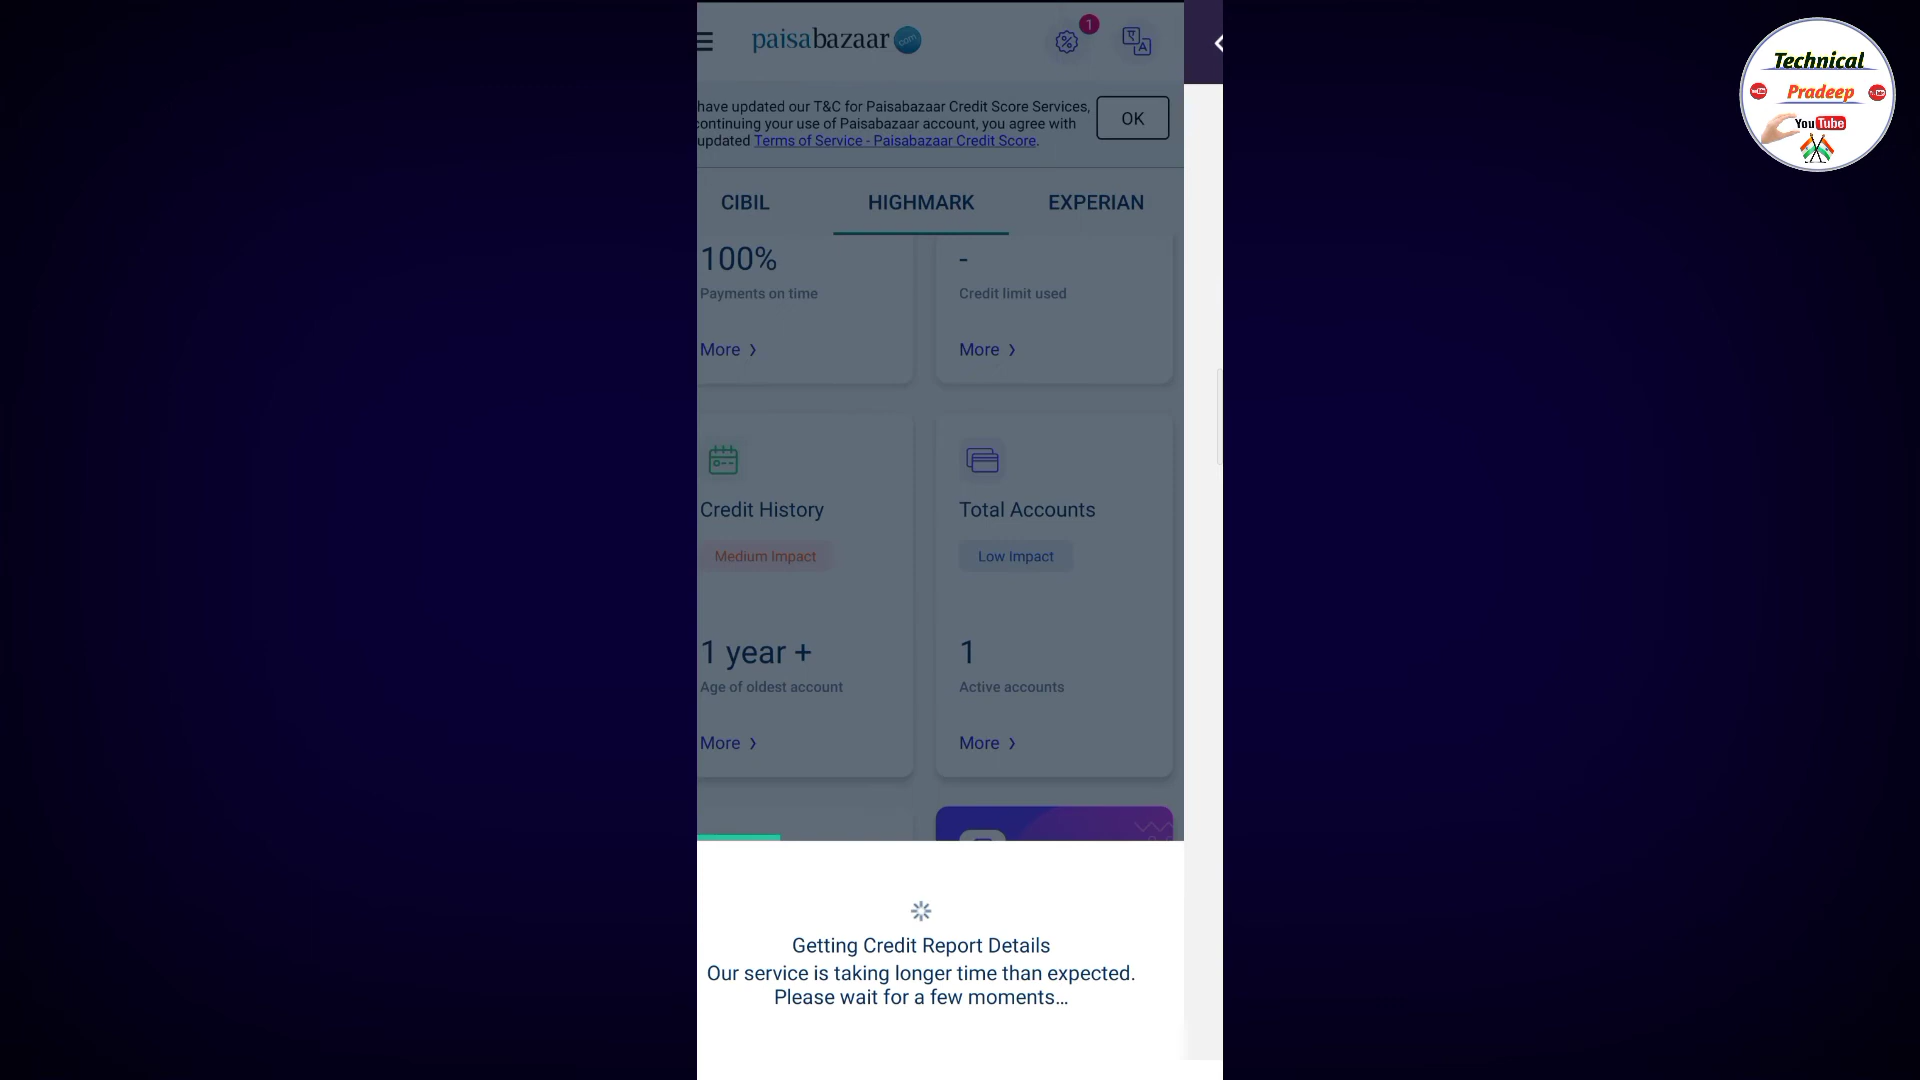 paisabazaar.com
1
have updated our T&C for Paisabazaar Credit Score Services,
continuing your use of Paisabazaar account, you agree with
updated Terms of Service - Paisabazaar Credit Score.
OK
CIBIL
HIGHMARK
EXPERIAN
100%
-
Payments on time
Credit limit used
More
More
Credit History
Total Accounts
Medium Impact
Low Impact
1 year +
1
Age of oldest account
Active accounts
More
More
Getting Credit Report Details
Our service is taking longer time than expected.
Please wait for a few moments...
Technical
Pradeep
YouTube